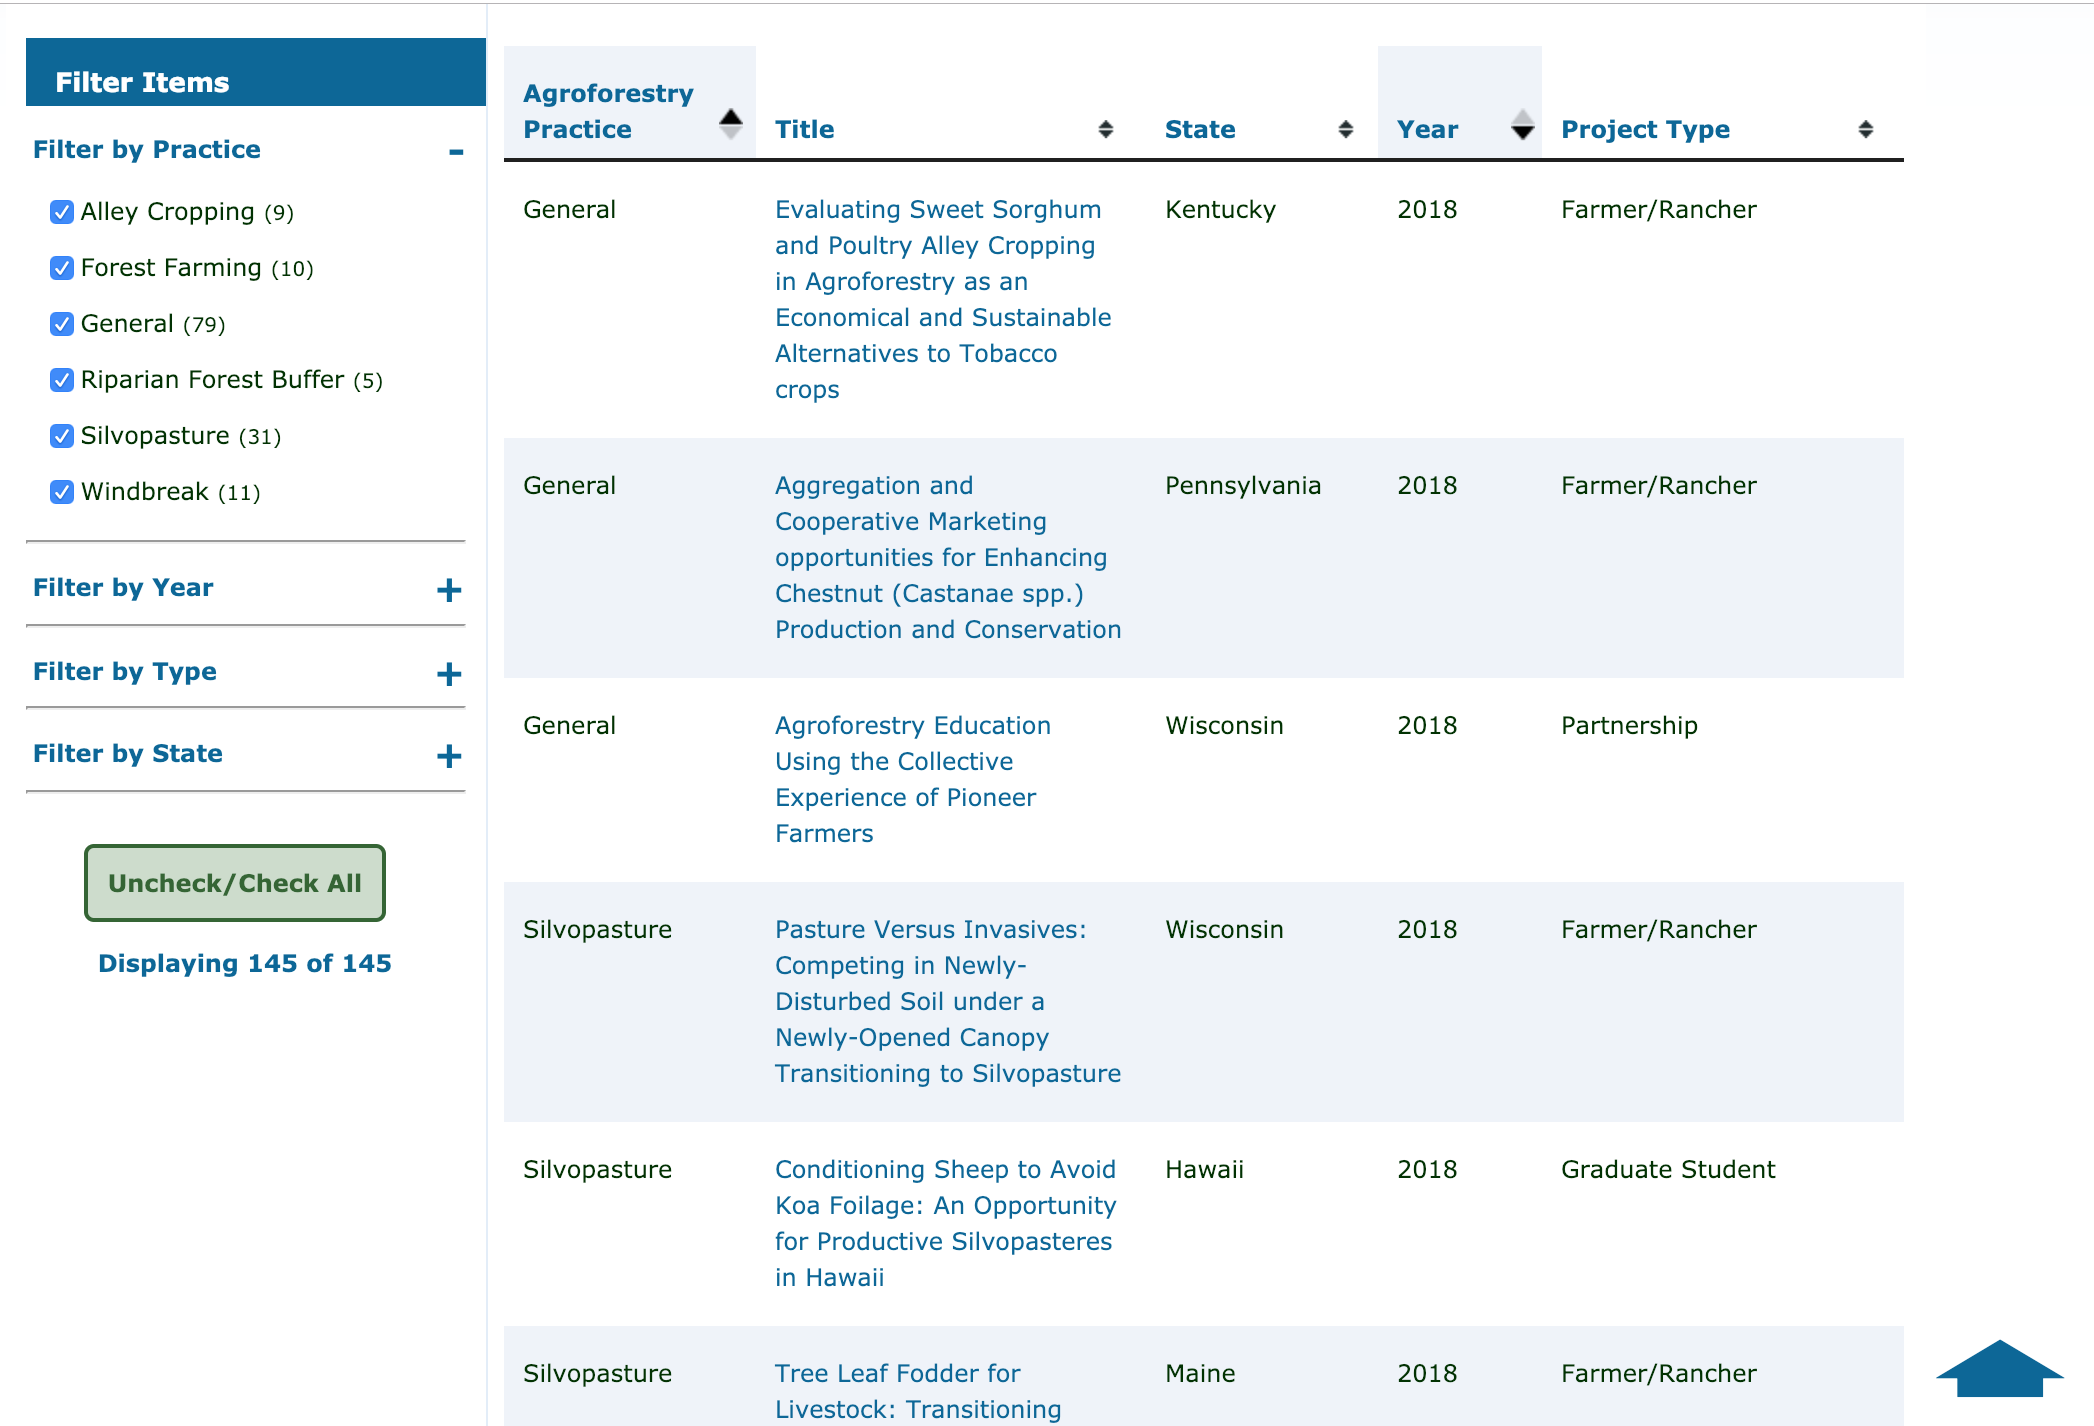 Filter Items
Filter by Practice -
Alley Cropping (9)
Forest Farming (10)
General (79)
Riparian Forest Buffer (5)
Silvopasture (31)
Windbreak (11)
Filter by Year +
Filter by Type +
Filter by State +
Uncheck/Check All
Displaying 145 of 145
Agroforestry
Practice Title State Year Project Type
General Evaluating Sweet Sorghum Kentucky 2018 Farmer/Rancher
and Poultry Alley Cropping
in Agroforestry as an
Economical and Sustainable
Alternatives to Tobacco
crops
General Aggregation and Pennsylvania 2018 Farmer/Rancher
Cooperative Marketing
opportunities for Enhancing
Chestnut (Castanae spp.)
Production and Conservation
General Agroforestry Education Wisconsin 2018 Partnership
Using the Collective
Experience of Pioneer
Farmers
Silvopasture Pasture Versus Invasives: Wisconsin 2018 Farmer/Rancher
Competing in Newly-
Disturbed Soil under a
Newly-Opened Canopy
Transitioning to Silvopasture
Silvopasture Conditioning Sheep to Avoid Hawaii 2018 Graduate Student
Koa Foilage: An Opportunity
for Productive Silvopasteres
in Hawaii
Silvopasture Tree Leaf Fodder for Maine 2018 Farmer/Rancher
Livestock: Transitioning